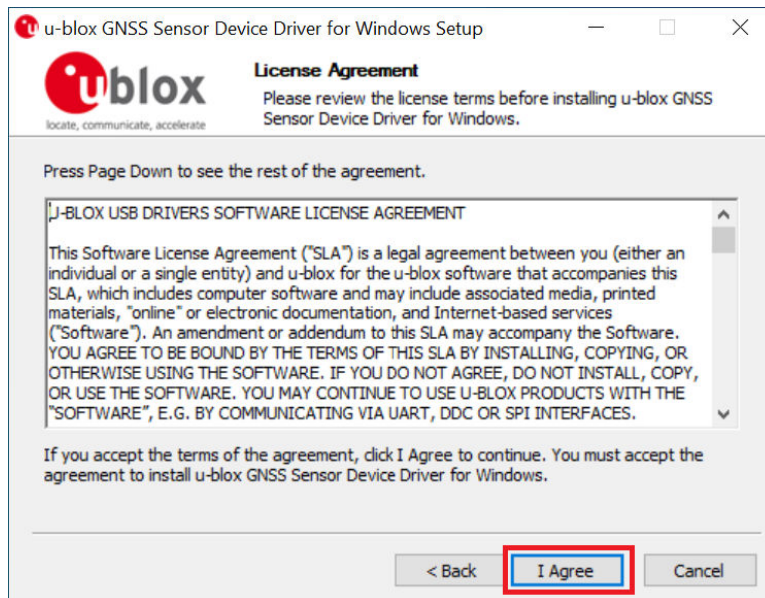 u-blox GNSS Sensor Device Driver for Windows Setup
ublox
locate, communicate, accelerate
License Agreement
Please review the license terms before installing u-blox GNSS
Sensor Device Driver for Windows.
Press Page Down to see the rest of the agreement.
U-BLOX USB DRIVERS SOFTWARE LICENSE AGREEMENT
This Software License Agreement ("SLA") is a legal agreement between you (either an
individual or a single entity) and u-blox for the u-blox software that accompanies this
SLA, which includes computer software and may include associated media, printed
materials, "online" or electronic documentation, and Internet-based services
("Software"). An amendment or addendum to this SLA may accompany the Software.
YOU AGREE TO BE BOUND BY THE TERMS OF THIS SLA BY INSTALLING, COPYING, OR
OTHERWISE USING THE SOFTWARE. IF YOU DO NOT AGREE, DO NOT INSTALL, COPY,
OR USE THE SOFTWARE. YOU MAY CONTINUE TO USE U-BLOX PRODUCTS WITH THE
"SOFTWARE", E.G. BY COMMUNICATING VIA UART, DDC OR SPI INTERFACES.
If you accept the terms of the agreement, click I Agree to continue. You must accept the
agreement to install u-blox GNSS Sensor Device Driver for Windows.
< Back
I Agree
Cancel